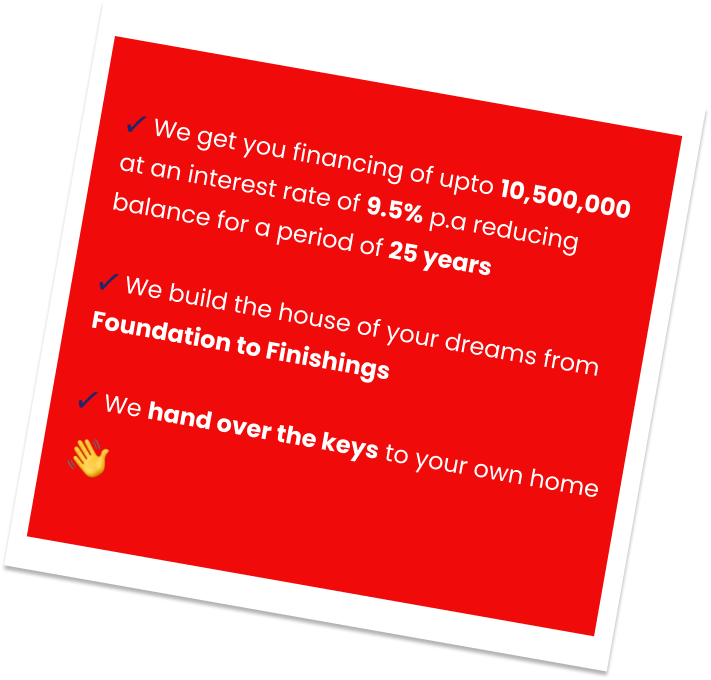 ✓ We get you financing of upto 10,500,000
at an interest rate of 9.5% p.a reducing
balance for a period of 25 years
✓ We build the house of your dreams from
Foundation to Finishings
✓ We hand over the keys to your own home
👋